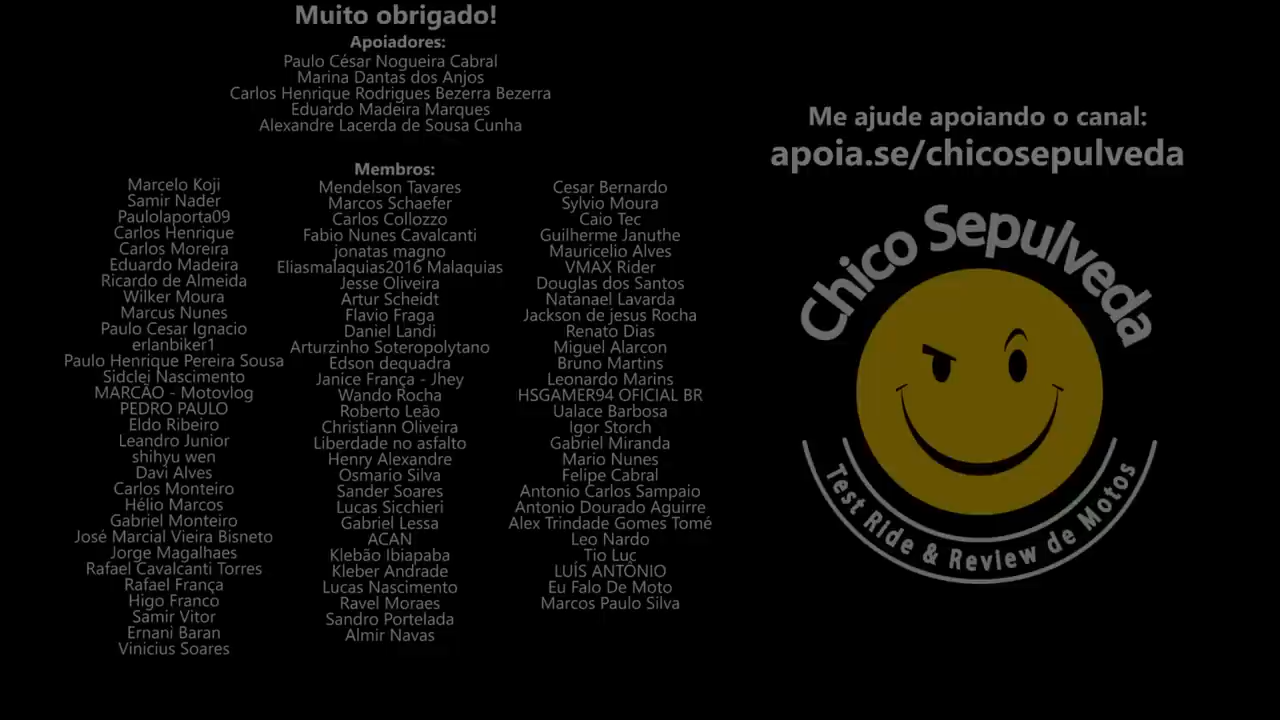 Muito obrigado!
Apoiadores:
Paulo César Nogueira Cabral
Marina Dantas dos Anjos
Carlos Henrique Rodrigues Bezerra Bezerra
Eduardo Madeira Marques
Alexandre Lacerda de Sousa Cunha
Membros:
Marcelo Koji
Samir Nader
Paulolaporta09
Carlos Henrique
Carlos Moreira
Eduardo Madeira
Ricardo de Almeida
Wilker Moura
Marcus Nunes
Paulo Cesar Ignacio
erlanbiker1
Paulo Henrique Pereira Sousa
Sidclei Nascimento
MARCÃO - Motovlog
PEDRO PAULO
Eldo Ribeiro
Leandro Junior
shihyu wen
Davi Alves
Carlos Monteiro
Hélio Marcos
Gabriel Monteiro
José Marcial Vieira Bisneto
Jorge Magalhaes
Rafael Cavalcanti Torres
Rafael França
Higo Franco
Samir Vitor
Ernani Baran
Vinicius Soares
Mendelson Tavares
Marcos Schaefer
Carlos Collozzo
Fabio Nunes Cavalcanti
jonatas magno
Eliasmalaquias2016 Malaquias
Jesse Oliveira
Artur Scheidt
Flavio Fraga
Daniel Landi
Arturzinho Soteropolytano
Edson dequadra
Janice França - Jhey
Wando Rocha
Roberto Leão
Christiann Oliveira
Liberdade no asfalto
Henry Alexandre
Osmario Silva
Sander Soares
Lucas Sicchieri
Gabriel Lessa
ACAN
Klebão Ibiapaba
Kleber Andrade
Lucas Nascimento
Ravel Moraes
Sandro Portelada
Almir Navas
Cesar Bernardo
Sylvio Moura
Caio Tec
Guilherme Januthe
Mauricelio Alves
VMAX Rider
Douglas dos Santos
Natanael Lavarda
Jackson de jesus Rocha
Renato Dias
Miguel Alarcon
Bruno Martins
Leonardo Marins
HSGAMER94 OFICIAL BR
Ualace Barbosa
Igor Storch
Gabriel Miranda
Mario Nunes
Felipe Cabral
Antonio Carlos Sampaio
Antonio Dourado Aguirre
Alex Trindade Gomes Tomé
Leo Nardo
Tio Luc
LUÍS ANTÔNIO
Eu Falo De Moto
Marcos Paulo Silva
Me ajude apoiando o canal:
apoia.se/chicosepulveda
Chico Sepulveda
Test Ride & Review de Motos